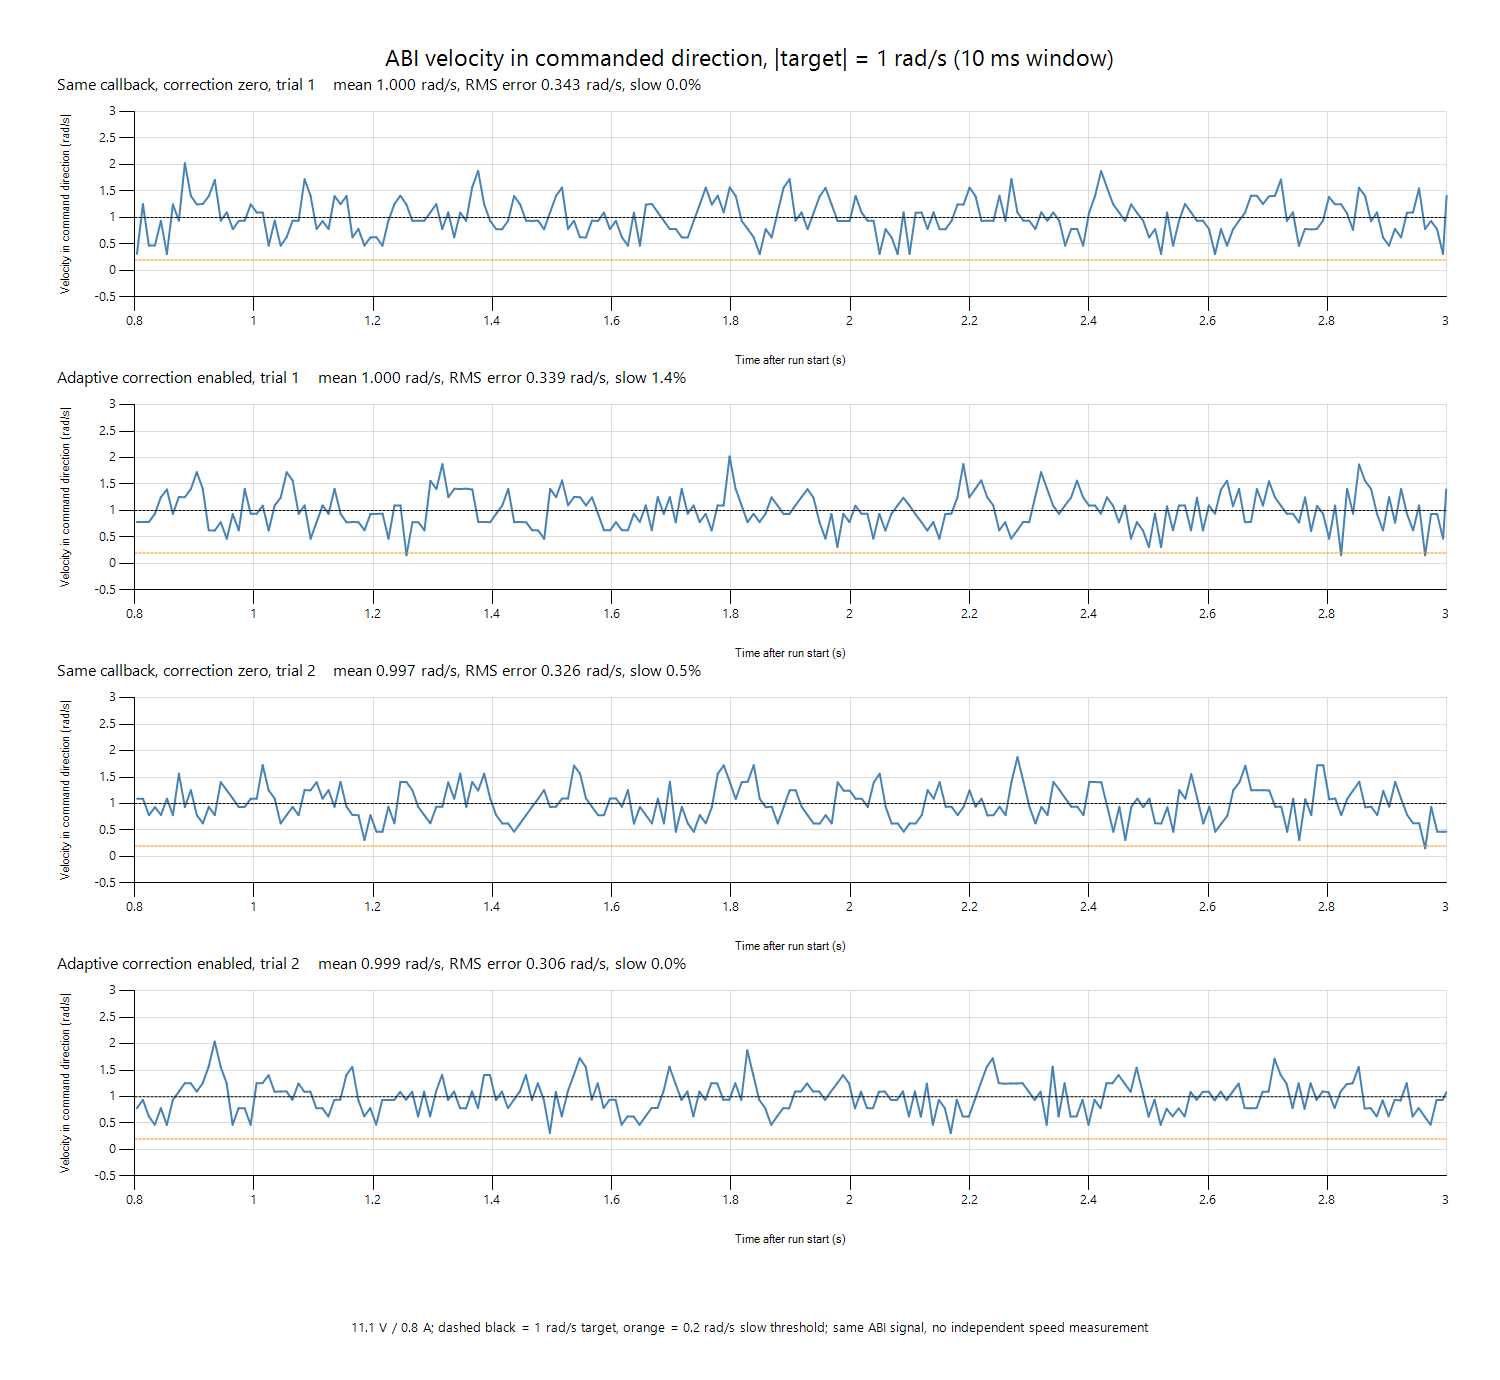 ABI velocity in commanded direction, |target| = 1 rad/s (10 ms window)
Same callback, correction zero, trial 1    mean 1.000 rad/s, RMS error 0.343 rad/s, slow 0.0%
Velocity in command direction (rad/s|
3
2.5
2
1.5
1
0.5
0
-0.5
0.8 1 1.2 1.4 1.6 1.8 2 2.2 2.4 2.6 2.8 3
Time after run start (s)
Adaptive correction enabled, trial 1    mean 1.000 rad/s, RMS error 0.339 rad/s, slow 1.4%
Velocity in command direction (rad/s|
3
2.5
2
1.5
1
0.5
0
-0.5
0.8 1 1.2 1.4 1.6 1.8 2 2.2 2.4 2.6 2.8 3
Time after run start (s)
Same callback, correction zero, trial 2    mean 0.997 rad/s, RMS error 0.326 rad/s, slow 0.5%
Velocity in command direction (rad/s|
3
2.5
2
1.5
1
0.5
0
-0.5
0.8 1 1.2 1.4 1.6 1.8 2 2.2 2.4 2.6 2.8 3
Time after run start (s)
Adaptive correction enabled, trial 2    mean 0.999 rad/s, RMS error 0.306 rad/s, slow 0.0%
Velocity in command direction (rad/s|
3
2.5
2
1.5
1
0.5
0
-0.5
0.8 1 1.2 1.4 1.6 1.8 2 2.2 2.4 2.6 2.8 3
Time after run start (s)
11.1 V / 0.8 A; dashed black = 1 rad/s target, orange = 0.2 rad/s slow threshold; same ABI signal, no independent speed measurement